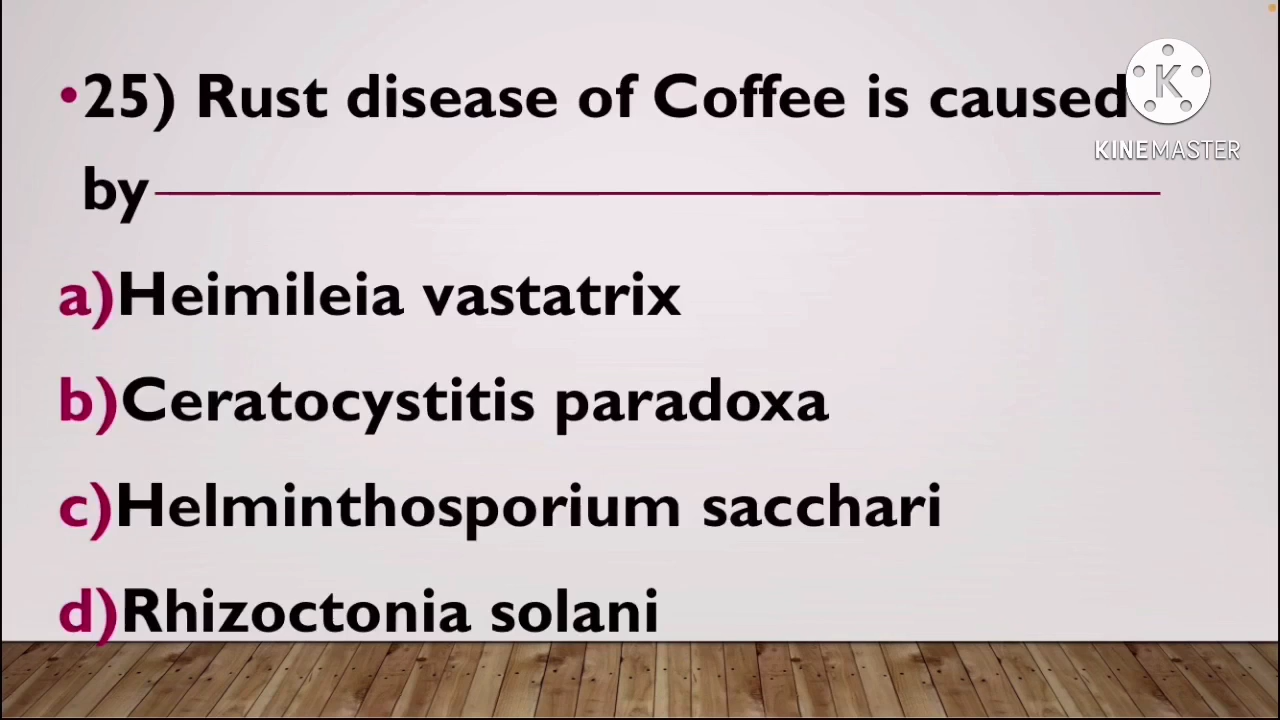 •25) Rust disease of Coffee is caused
by
a)Heimileia vastatrix
b)Ceratocystitis paradoxa
c)Helminthosporium sacchari
d)Rhizoctonia solani
K
KINEMASTER